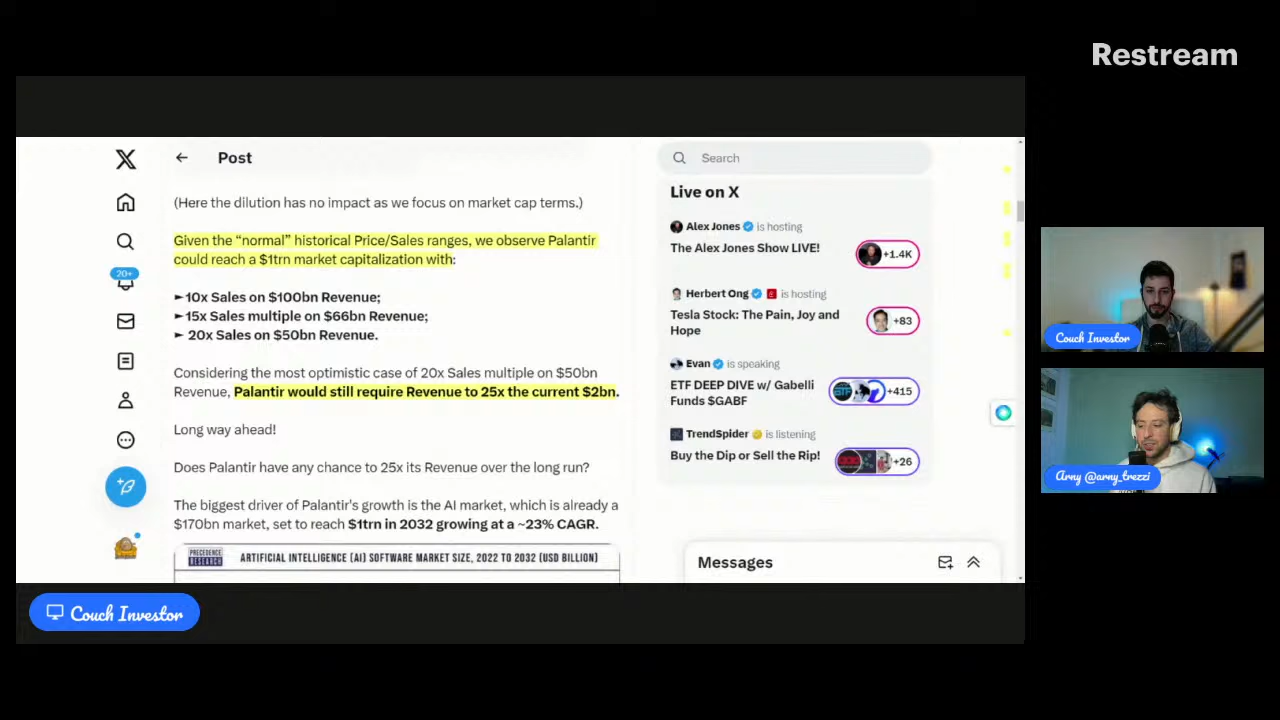 Restream
Post
(Here the dilution has no impact as we focus on market cap terms.)
Given the “normal” historical Price/Sales ranges, we observe Palantir
could reach a $1trn market capitalization with:
►10x Sales on $100bn Revenue;
►15x Sales multiple on $66bn Revenue;
► 20x Sales on $50bn Revenue.
Considering the most optimistic case of 20x Sales multiple on $50bn
Revenue, Palantir would still require Revenue to 25x the current $2bn.
Long way ahead!
Does Palantir have any chance to 25x its Revenue over the long run?
The biggest driver of Palantir's growth is the AI market, which is already a
$170bn market, set to reach $1trn in 2032 growing at a ~23% CAGR.
PRECEDENCE
RESEARCH
ARTIFICIAL INTELLIGENCE (AI) SOFTWARE MARKET SIZE, 2022 TO 2032 (USD BILLION)
20+
Search
Live on X
Alex Jones is hosting
The Alex Jones Show LIVE!
+1.4K
Herbert Ong is hosting
Tesla Stock: The Pain, Joy and
Hope
+83
Evan is speaking
ETF DEEP DIVE w/ Gabelli
Funds $GABF
+415
TrendSpider is listening
Buy the Dip or Sell the Rip!
+26
Messages
Couch Investor
Arny @arny_trezzi
Couch Investor